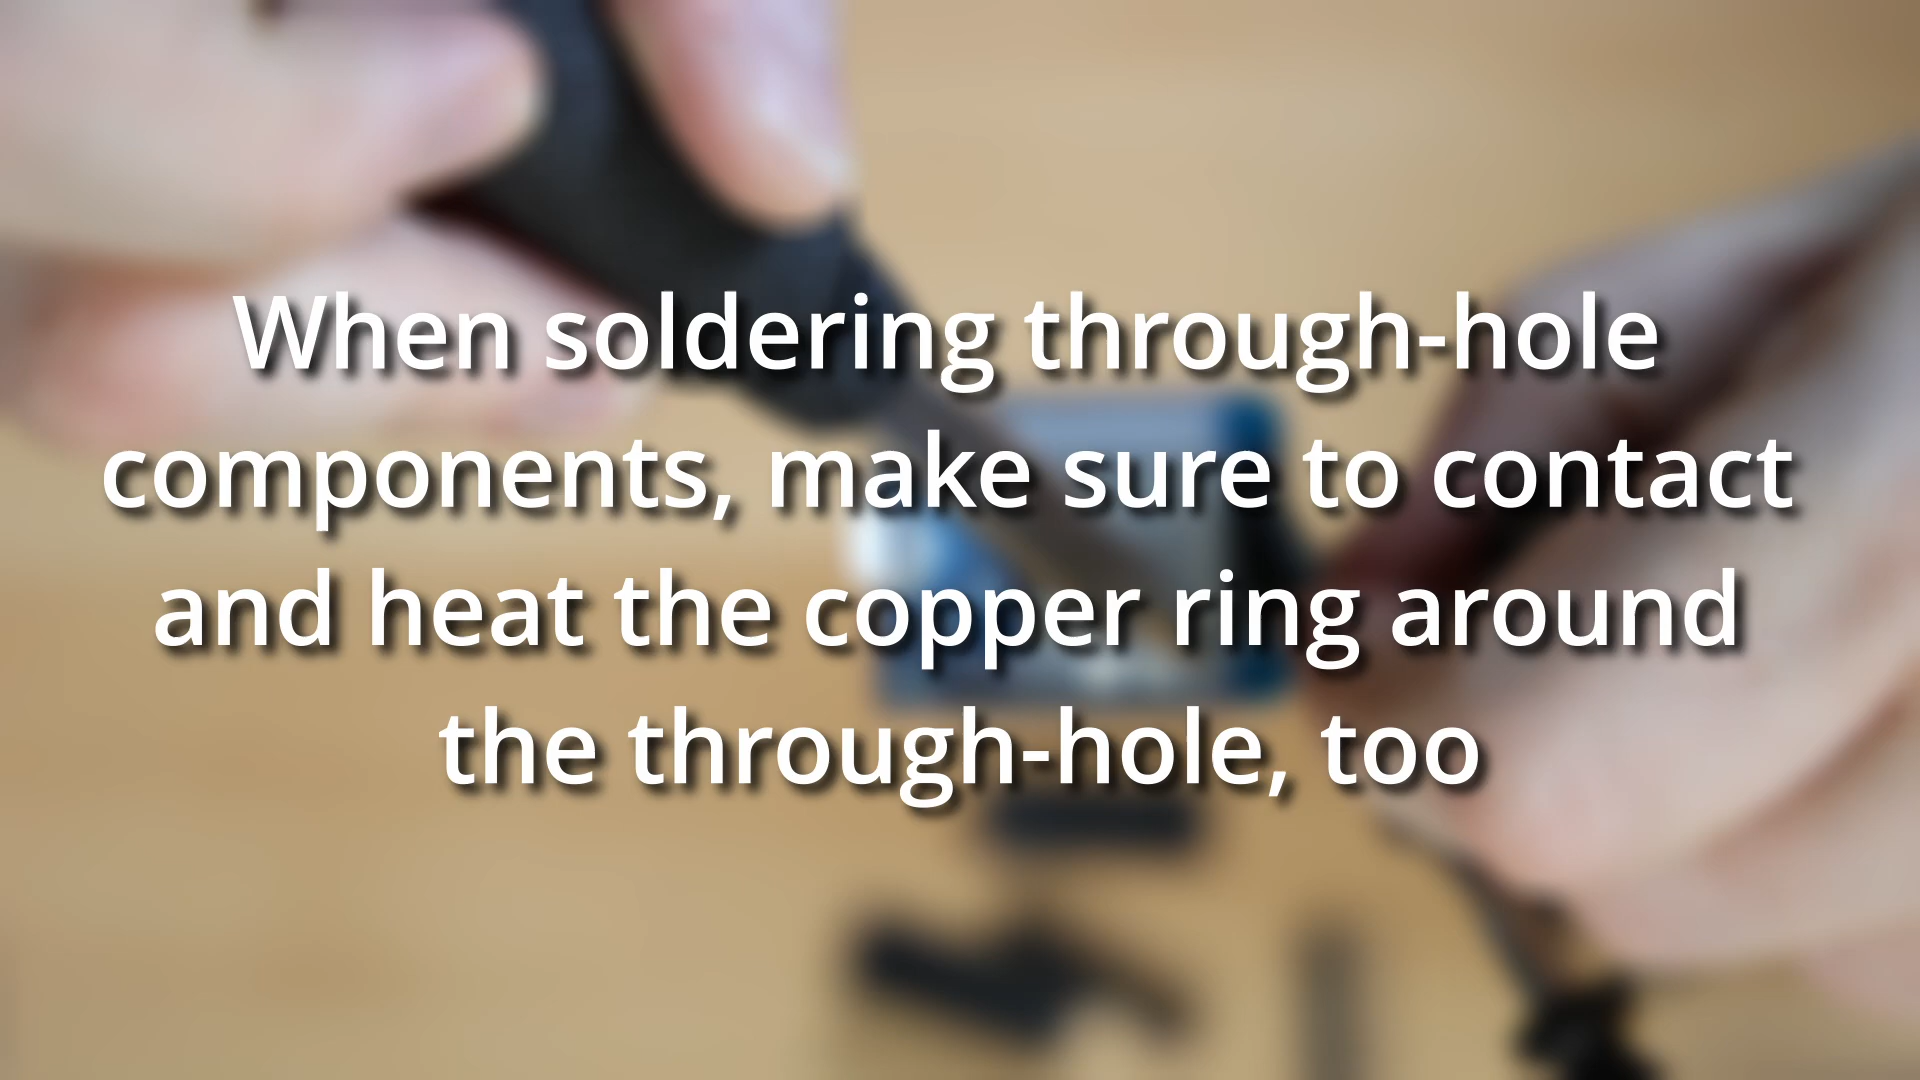 When soldering through-hole
components, make sure to contact
and heat the copper ring around
the through-hole, too